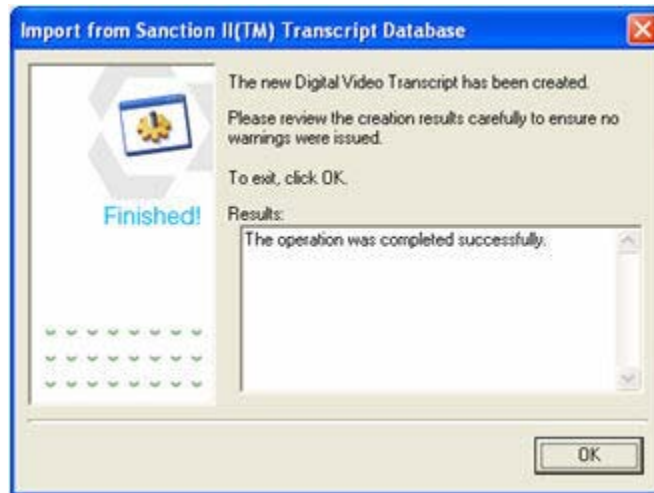 Import from Sanction II(TM) Transcript Database
The new Digital Video Transcript has been created.
Please review the creation results carefully to ensure no
warnings were issued.
To exit, click OK.
Finished!
Results:
The operation was completed successfully.
OK